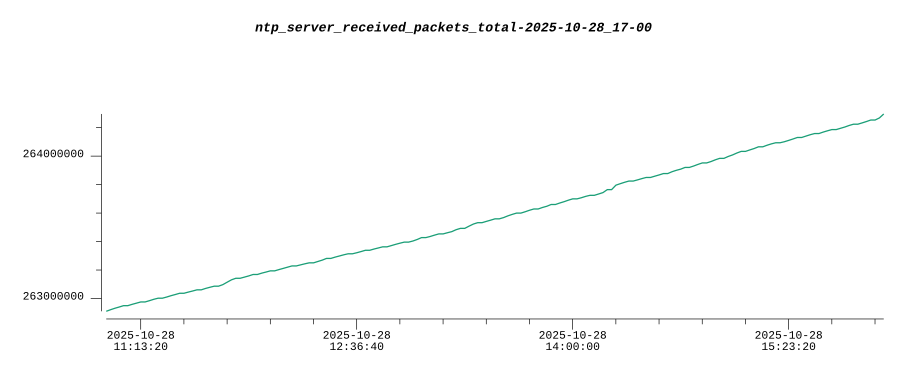 ntp_server_received_packets_total-2025-10-28_17-00
264000000
263000000
2025-10-28 2025-10-28 2025-10-28 2025-10-28
11:13:20 12:36:40 14:00:00 15:23:20